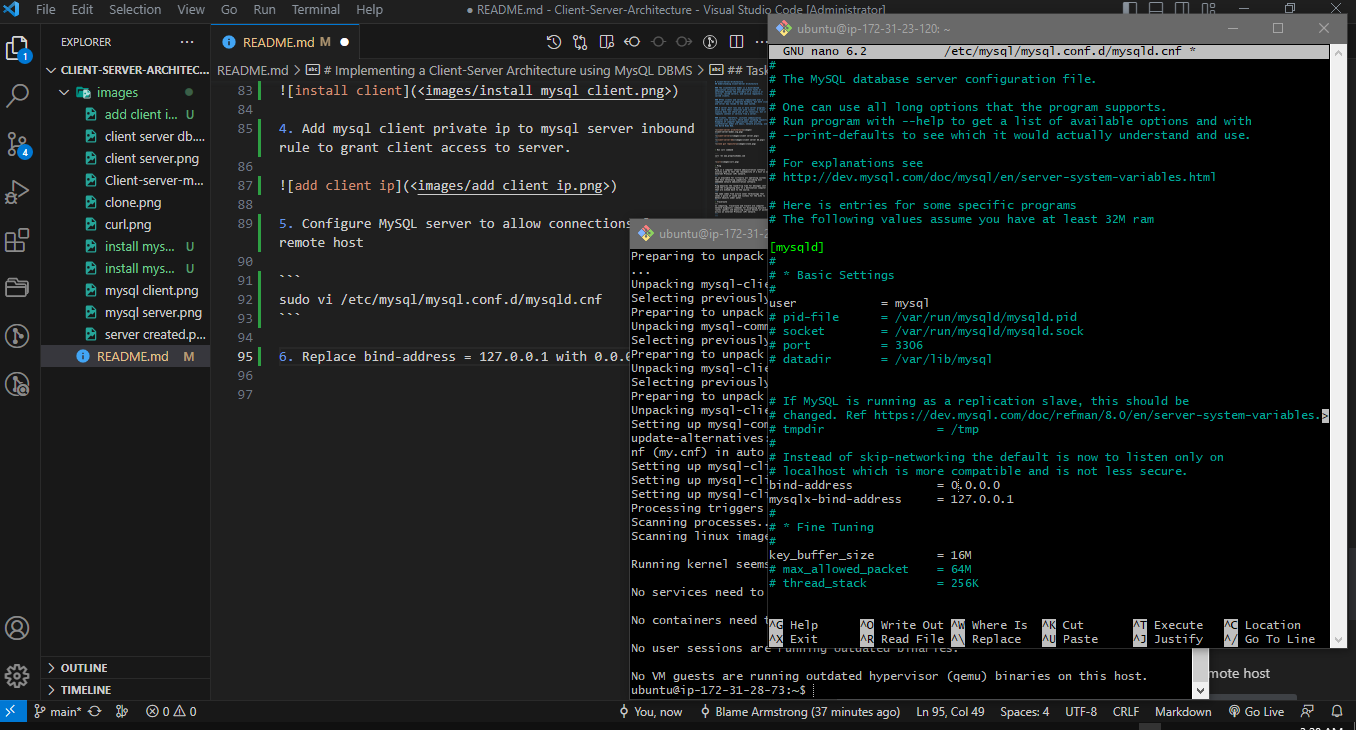 File Edit Selection View Go Run Terminal Help
● README.md - Client-Server-Architecture - Visual Studio Code [Administrator]
EXPLORER ···
README.md M ●
CLIENT-SERVER-ARCHITEC...
README.md > # Implementing a Client-Server Architecture using MySQL DBMS > ## Task
images
add client i... U
client server db....
client server.png
Client-server-m...
clone.png
curl.png
install mys... U
install mys... U
mysql client.png
mysql server.png
server created.p...
README.md M
OUTLINE
TIMELINE
1
4
83 ![install client](<images/install mysql client.png>)
84
85 4. Add mysql client private ip to mysql server inbound
rule to grant client access to server.
86
87 ![add client ip](<images/add client ip.png>)
88
89 5. Configure MySQL server to allow connections
remote host
90
91 ```
92 sudo vi /etc/mysql/mysql.conf.d/mysqld.cnf
93 ```
94
95 6. Replace bind-address = 127.0.0.1 with 0.0.0
96
97
ubuntu@ip-172-31-2
Preparing to unpack
...
Unpacking mysql-clie
Selecting previously
Preparing to unpack
Unpacking mysql-comm
Selecting previously
Preparing to unpack
Unpacking mysql-clie
Selecting previously
Preparing to unpack
Unpacking mysql-clie
Setting up mysql-com
update-alternatives:
nf (my.cnf) in auto
Setting up mysql-cli
Setting up mysql-cli
Setting up mysql-cli
Processing triggers
Scanning processes..
Scanning linux image
Running kernel seems
No services need to
No containers need t
No user sessions are running outdated binaries.
No VM guests are running outdated hypervisor (qemu) binaries on this host.
ubuntu@ip-172-31-28-73:~$
ubuntu@ip-172-31-23-120: ~
GNU nano 6.2 /etc/mysql/mysql.conf.d/mysqld.cnf *
#
# The MySQL database server configuration file.
#
# One can use all long options that the program supports.
# Run program with --help to get a list of available options and with
# --print-defaults to see which it would actually understand and use.
#
# For explanations see
# http://dev.mysql.com/doc/mysql/en/server-system-variables.html
# Here is entries for some specific programs
# The following values assume you have at least 32M ram
[mysqld]
#
# * Basic Settings
#
user = mysql
# pid-file = /var/run/mysqld/mysqld.pid
# socket = /var/run/mysqld/mysqld.sock
# port = 3306
# datadir = /var/lib/mysql
# If MySQL is running as a replication slave, this should be
# changed. Ref https://dev.mysql.com/doc/refman/8.0/en/server-system-variables.>
# tmpdir = /tmp
#
# Instead of skip-networking the default is now to listen only on
# localhost which is more compatible and is not less secure.
bind-address = 0.0.0.0
mysqlx-bind-address = 127.0.0.1
#
# * Fine Tuning
#
key_buffer_size = 16M
# max_allowed_packet = 64M
# thread_stack = 256K
^G Help ^O Write Out ^W Where Is ^K Cut ^T Execute ^C Location
^X Exit ^R Read File ^\ Replace ^U Paste ^J Justify ^/ Go To Line
mote host
main* 0 0 You, now Blame Armstrong (37 minutes ago) Ln 95, Col 49 Spaces: 4 UTF-8 CRLF Markdown Go Live